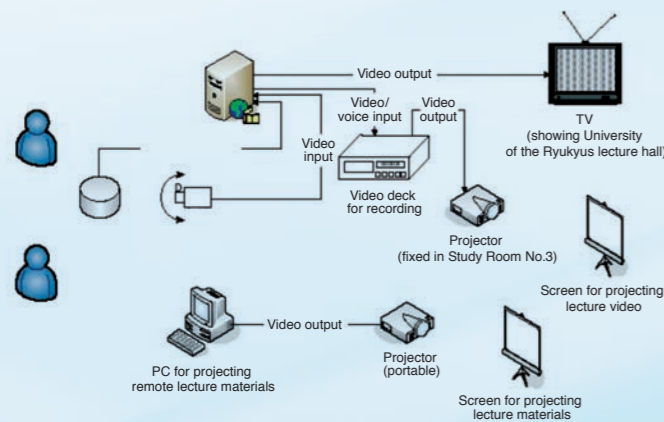 Video output
TV
(showing University
of the Ryukyus lecture hall)
Video/
voice input
Video
output
Video
input
Video deck
for recording
Projector
(fixed in Study Room No.3)
Screen for projecting
lecture video
Video output
PC for projecting
remote lecture materials
Projector
(portable)
Screen for projecting
lecture materials